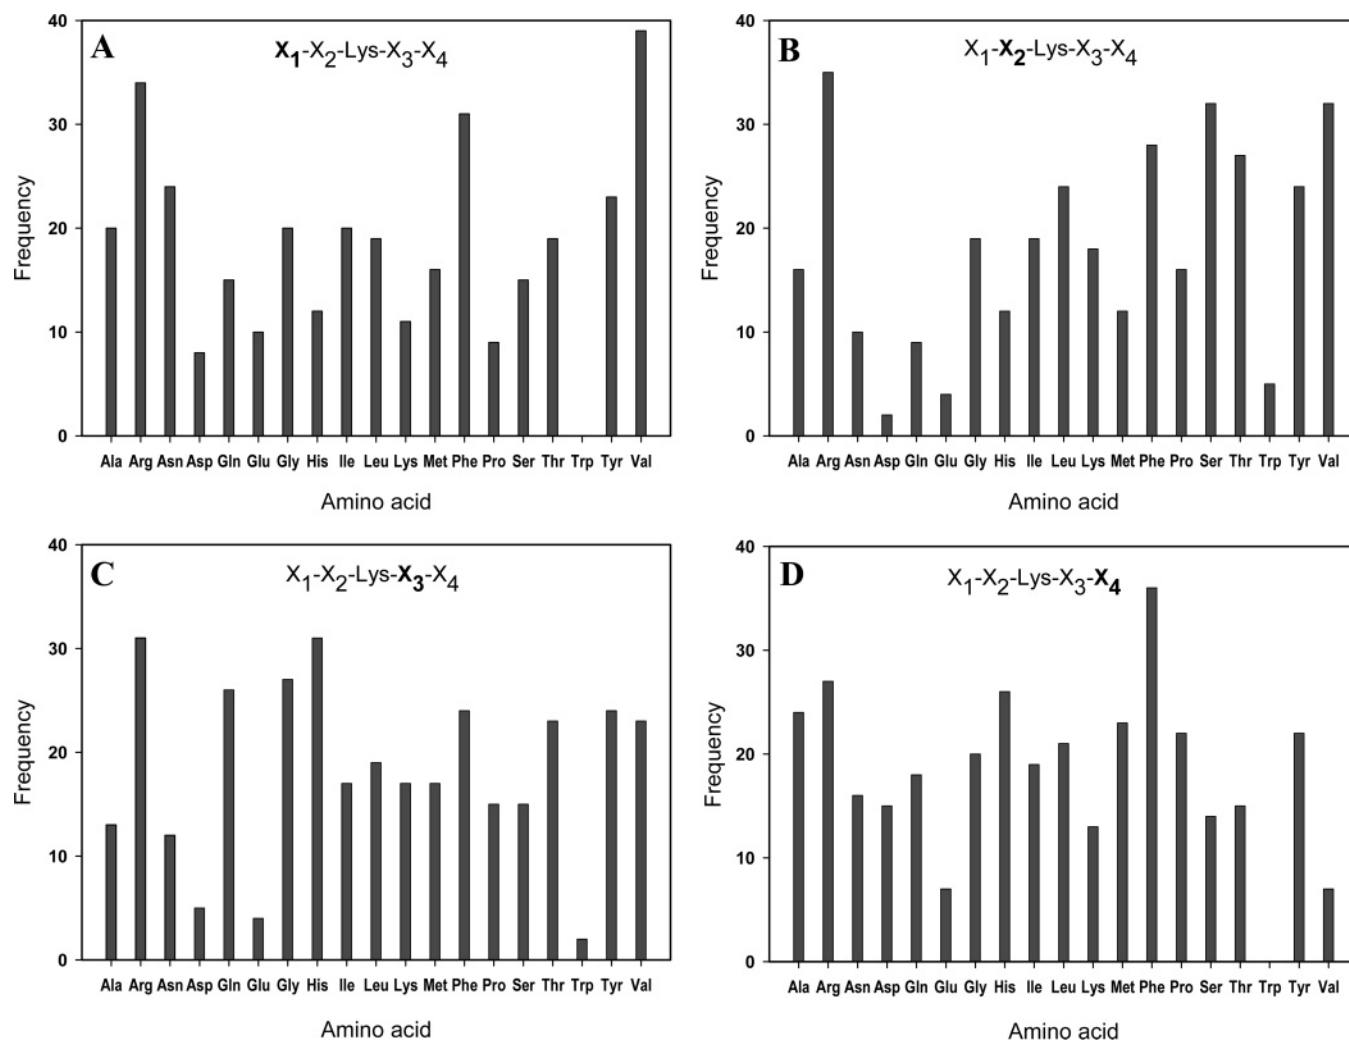 A
X1-X2-Lys-X3-X4
40
30
20
10
0
Frequency
Ala Arg Asn Asp Gln Glu Gly His Ile Leu Lys Met Phe Pro Ser Thr Trp Tyr Val
Amino acid
B
X1-X2-Lys-X3-X4
40
30
20
10
0
Frequency
Ala Arg Asn Asp Gln Glu Gly His Ile Leu Lys Met Phe Pro Ser Thr Trp Tyr Val
Amino acid
C
X1-X2-Lys-X3-X4
40
30
20
10
0
Frequency
Ala Arg Asn Asp Gln Glu Gly His Ile Leu Lys Met Phe Pro Ser Thr Trp Tyr Val
Amino acid
D
X1-X2-Lys-X3-X4
40
30
20
10
0
Frequency
Ala Arg Asn Asp Gln Glu Gly His Ile Leu Lys Met Phe Pro Ser Thr Trp Tyr Val
Amino acid